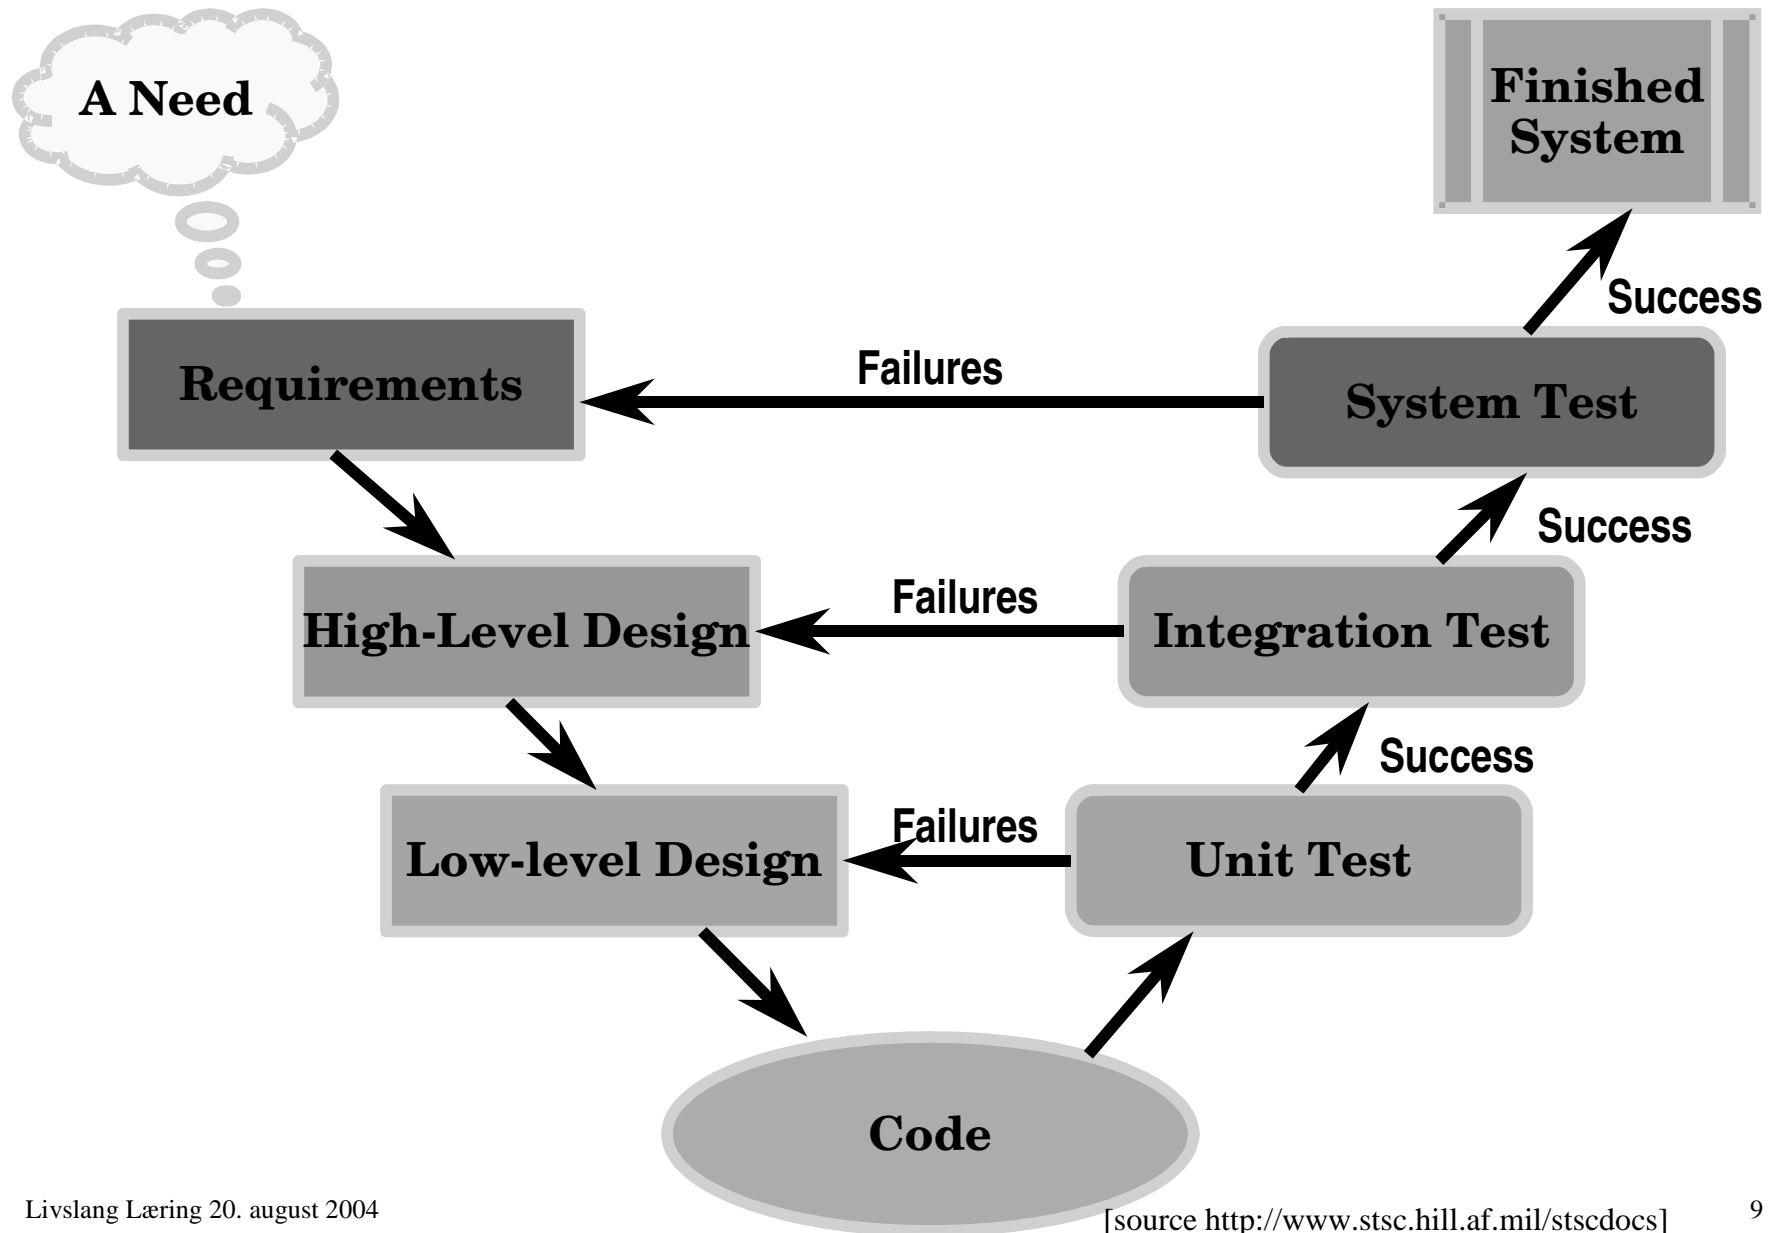 A Need
Finished
System
Success
Failures
Requirements
System Test
Success
Failures
High-Level Design
Integration Test
Success
Failures
Low-level Design
Unit Test
Code
Livslang Læring 20. august 2004
[source http://www.stsc.hill.af.mil/stscdocs]
9